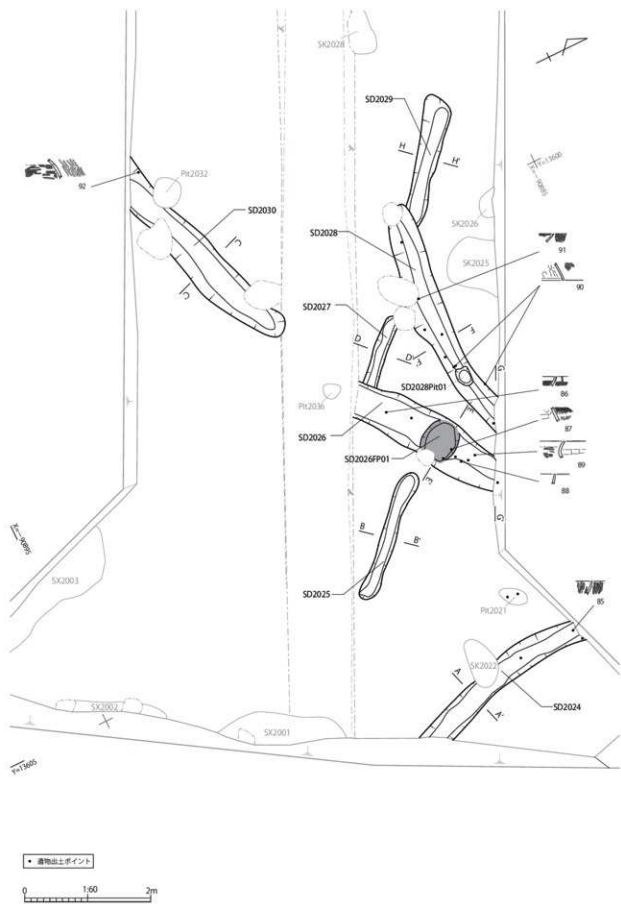 SK2028
SD2029
H
H'
Y=13600
X=-90885
Pit2032
92
SD2030
SK2026
SD2028
SK2025
91
C'
C
90
SD2027
D
D'
F'
F
G
SD2028Pit01
86
Pit2036
E'
SD2026
87
SD2026FP01
89
E
88
G'
B
B'
X=-90895
SX2003
SD2025
85
Pit2021
SK2022
A
SD2024
A'
SX2002
SX2001
Y=13605
• 遺物出土ポイント
0 1:60 2m